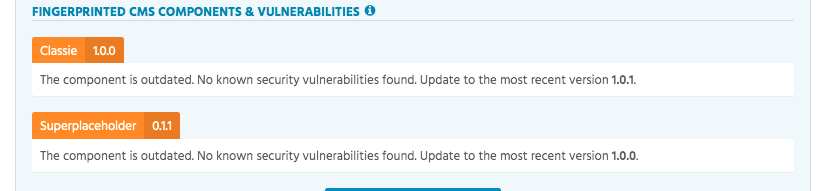 FINGERPRINTED CMS COMPONENTS & VULNERABILITIES
Classie 1.0.0
The component is outdated. No known security vulnerabilities found. Update to the most recent version 1.0.1.
Superplaceholder 0.1.1
The component is outdated. No known security vulnerabilities found. Update to the most recent version 1.0.0.